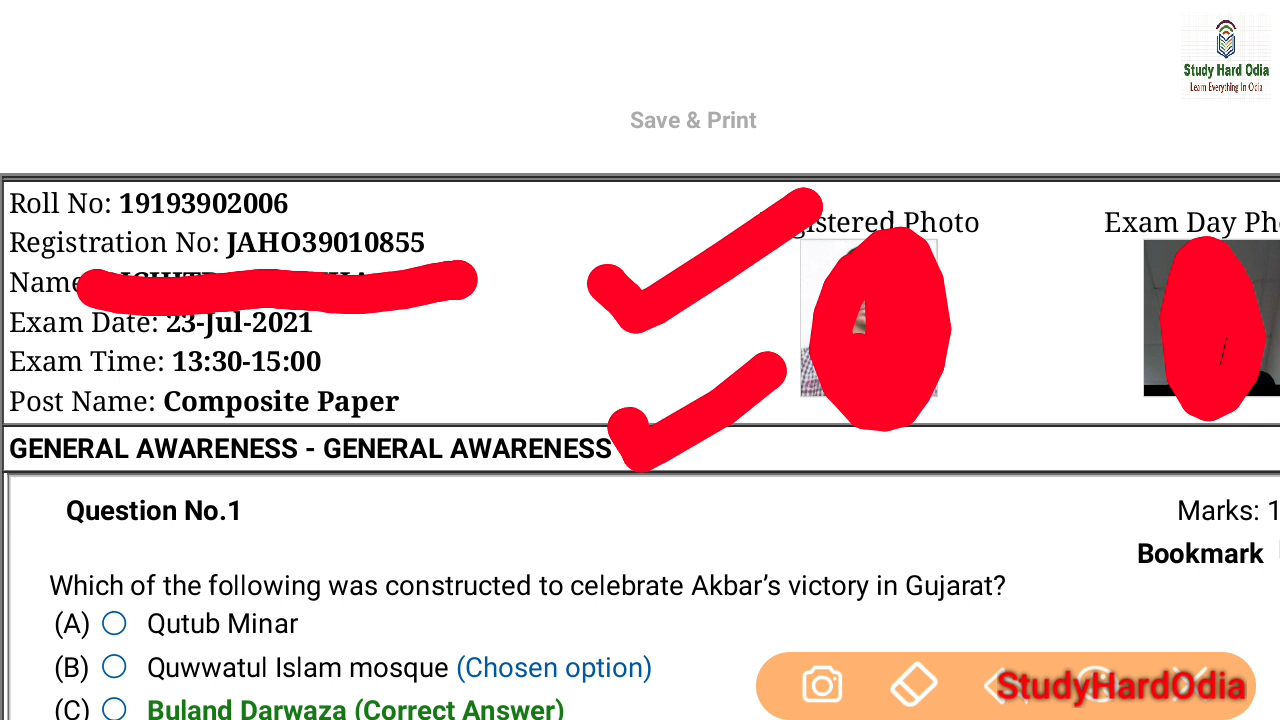 Study Hard Odia
Learn Everything In Odia
Save & Print
Roll No: 19193902006
Registration No: JAHO39010855
Name
Exam Date: 23-Jul-2021
Exam Time: 13:30-15:00
Post Name: Composite Paper
gistered Photo
Exam Day Pho
GENERAL AWARENESS - GENERAL AWARENESS
Question No.1
Marks: 1
Bookmark
Which of the following was constructed to celebrate Akbar’s victory in Gujarat?
(A) Qutub Minar
(B) Quwwatul Islam mosque (Chosen option)
(C) Buland Darwaza (Correct Answer)
StudyHardOdia